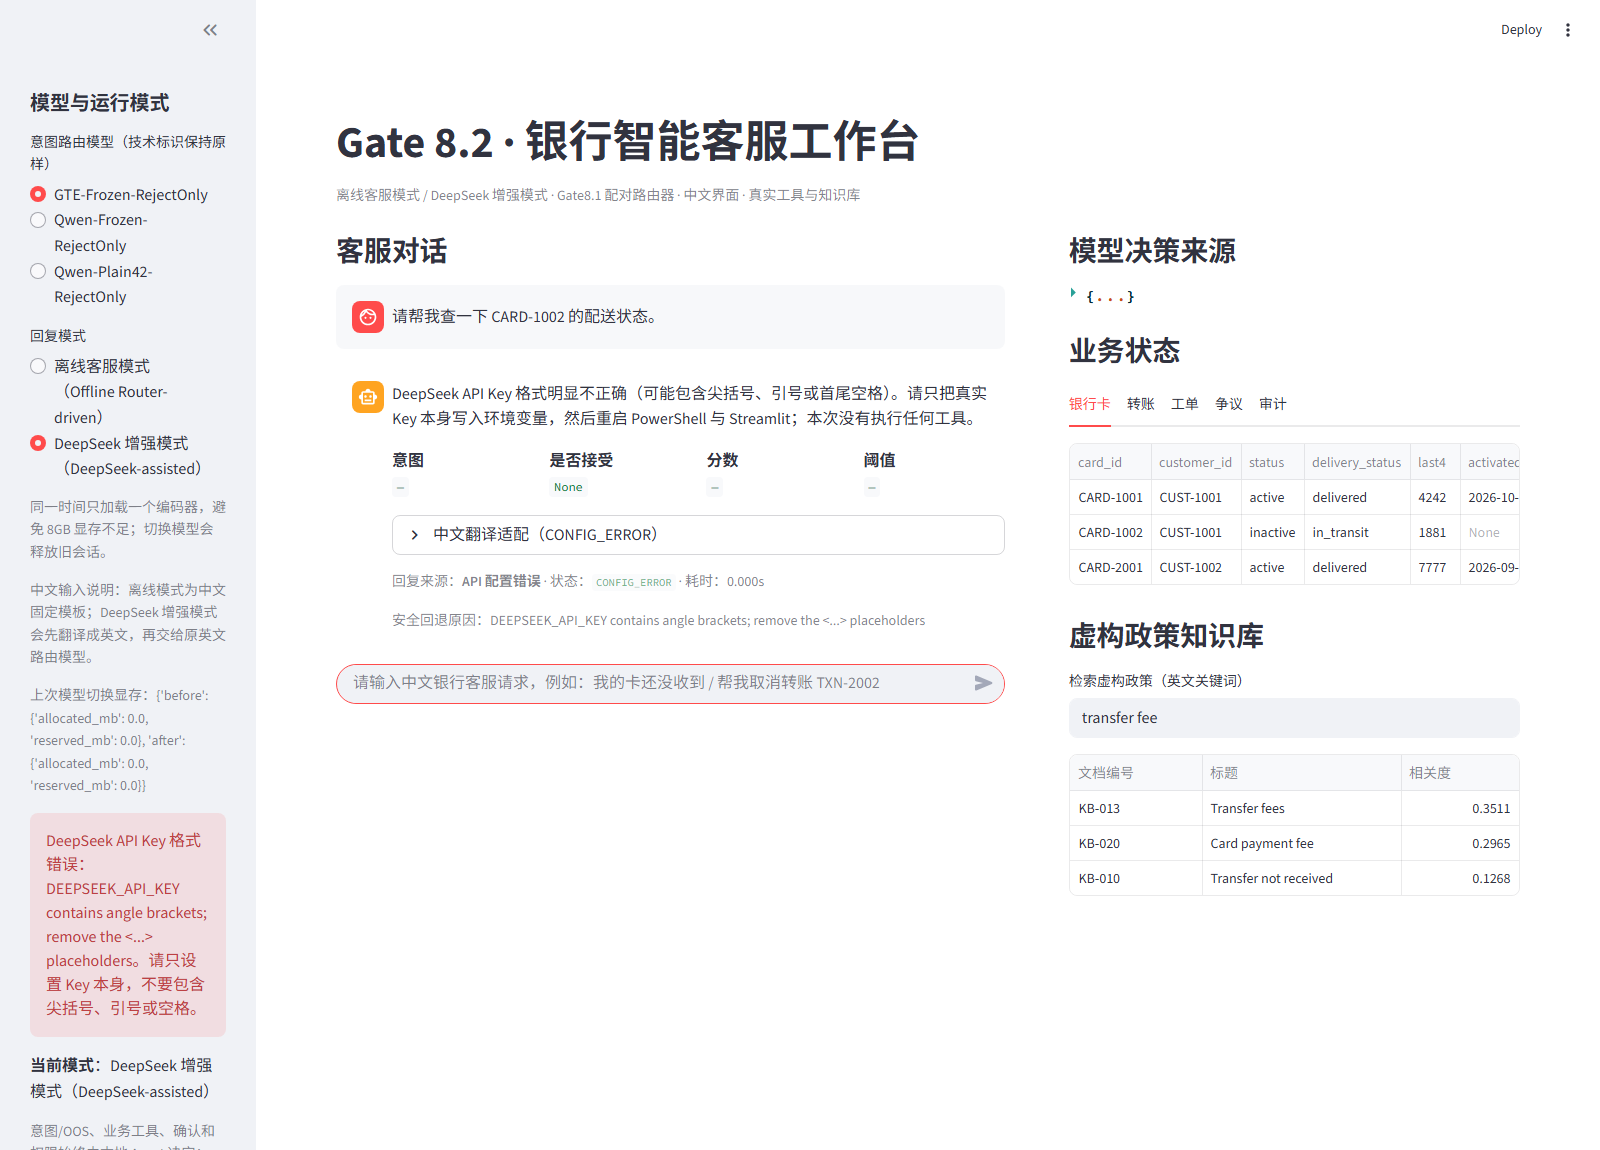 Deploy
模型与运行模式
意图路由模型（技术标识保持原
样）
GTE-Frozen-RejectOnly
Qwen-Frozen-
RejectOnly
Qwen-Plain42-
RejectOnly
回复模式
离线客服模式
（Offline Router-
driven）
DeepSeek 增强模式
（DeepSeek-assisted）
同一时间只加载一个编码器，避
免 8GB 显存不足；切换模型会
释放旧会话。
中文输入说明：离线模式为中文
固定模板；DeepSeek 增强模式
会先翻译成英文，再交给原英文
路由模型。
上次模型切换显存：{'before':
{'allocated_mb': 0.0,
'reserved_mb': 0.0}, 'after':
{'allocated_mb': 0.0,
'reserved_mb': 0.0}}
DeepSeek API Key 格式
错误：
DEEPSEEK_API_KEY
contains angle brackets;
remove the <...>
placeholders。请只设
置 Key 本身，不要包含
尖括号、引号或空格。
当前模式：DeepSeek 增强
模式（DeepSeek-assisted）
意图/OOS、业务工具、确认和
Gate 8.2 · 银行智能客服工作台
离线客服模式 / DeepSeek 增强模式 · Gate8.1 配对路由器 · 中文界面 · 真实工具与知识库
客服对话
请帮我查一下 CARD-1002 的配送状态。
DeepSeek API Key 格式明显不正确（可能包含尖括号、引号或首尾空格）。请只把真实
Key 本身写入环境变量，然后重启 PowerShell 与 Streamlit；本次没有执行任何工具。
意图 是否接受 分数 阈值
– None – –
中文翻译适配（CONFIG_ERROR）
回复来源：API 配置错误 · 状态： CONFIG_ERROR · 耗时：0.000s
安全回退原因：DEEPSEEK_API_KEY contains angle brackets; remove the <...> placeholders
请输入中文银行客服请求，例如：我的卡还没收到 / 帮我取消转账 TXN-2002
模型决策来源
{...}
业务状态
银行卡 转账 工单 争议 审计
card_id customer_id status delivery_status last4 activated
CARD-1001 CUST-1001 active delivered 4242 2026-10-
CARD-1002 CUST-1001 inactive in_transit 1881 None
CARD-2001 CUST-1002 active delivered 7777 2026-09-
虚构政策知识库
检索虚构政策（英文关键词）
transfer fee
文档编号 标题 相关度
KB-013 Transfer fees 0.3511
KB-020 Card payment fee 0.2965
KB-010 Transfer not received 0.1268